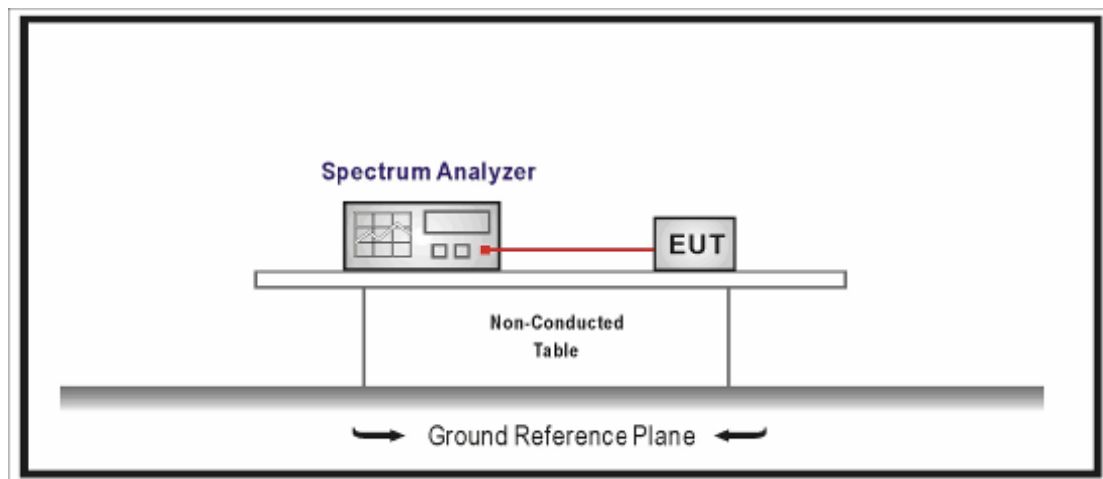 Spectrum Analyzer
EUT
Non-Conducted
Table
Ground Reference Plane